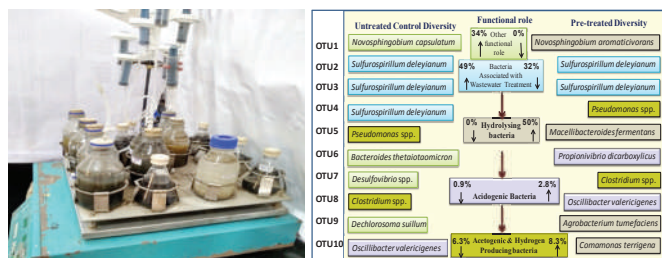 Untreated Control Diversity
Functional role
Pre-treated Diversity
OTU1
OTU2
OTU3
OTU4
OTU5
OTU6
OTU7
OTU8
OTU9
OTU10
Novosphingobium capsulatum
Sulfurospirillum deleyianum
Sulfurospirillum deleyianum
Sulfurospirillum deleyianum
Pseudomonas spp.
Bacteroides thetaiotaomicron
Desulfovibrio spp.
Clostridium spp.
Dechlorosoma suillum
Oscillibacter valericigenes
34% Other 0%
functional
role
49% Bacteria 32%
Associated with
Wastewater Treatment
0% Hydrolysing 50%
bacteria
0.9% 2.8%
Acidogenic Bacteria
6.3% Acetogenic & Hydrogen 8.3%
Producing bacteria
Novosphingobium aromaticivorans
Sulfurospirillum deleyianum
Sulfurospirillum deleyianum
Pseudomonas spp.
Macellibacteroides fermentans
Propionivibrio dicarboxylicus
Clostridium spp.
Oscillibacter valericigenes
Agrobacterium tumefaciens
Comamonas terrigena